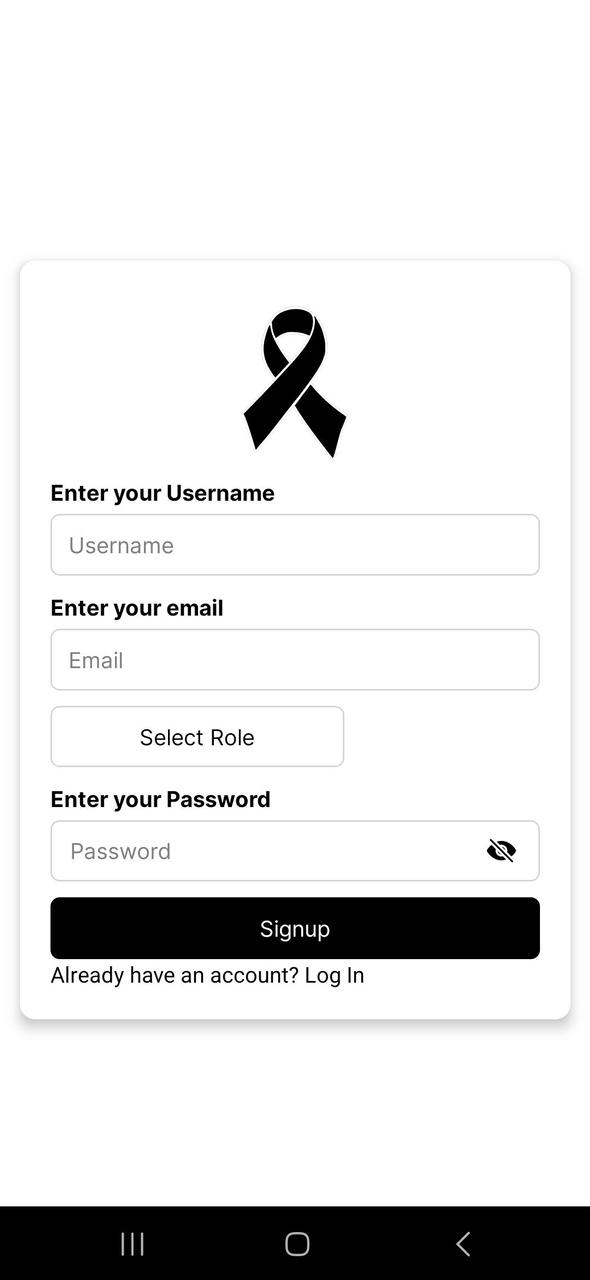 Enter your Username
Username
Enter your email
Email
Select Role
Enter your Password
Password
Signup
Already have an account? Log In